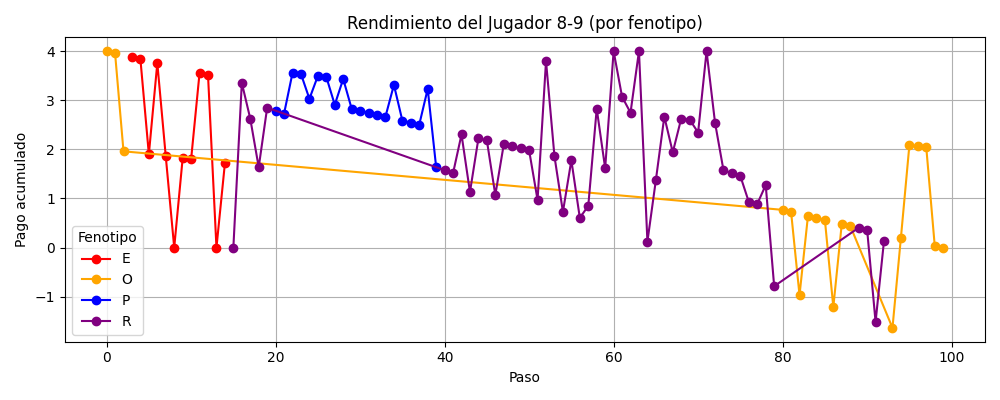 Rendimiento del Jugador 8-9 (por fenotipo)
Pago acumulado
4
3
2
1
0
−1
Fenotipo
E
O
P
R
0 20 40 60 80 100
Paso